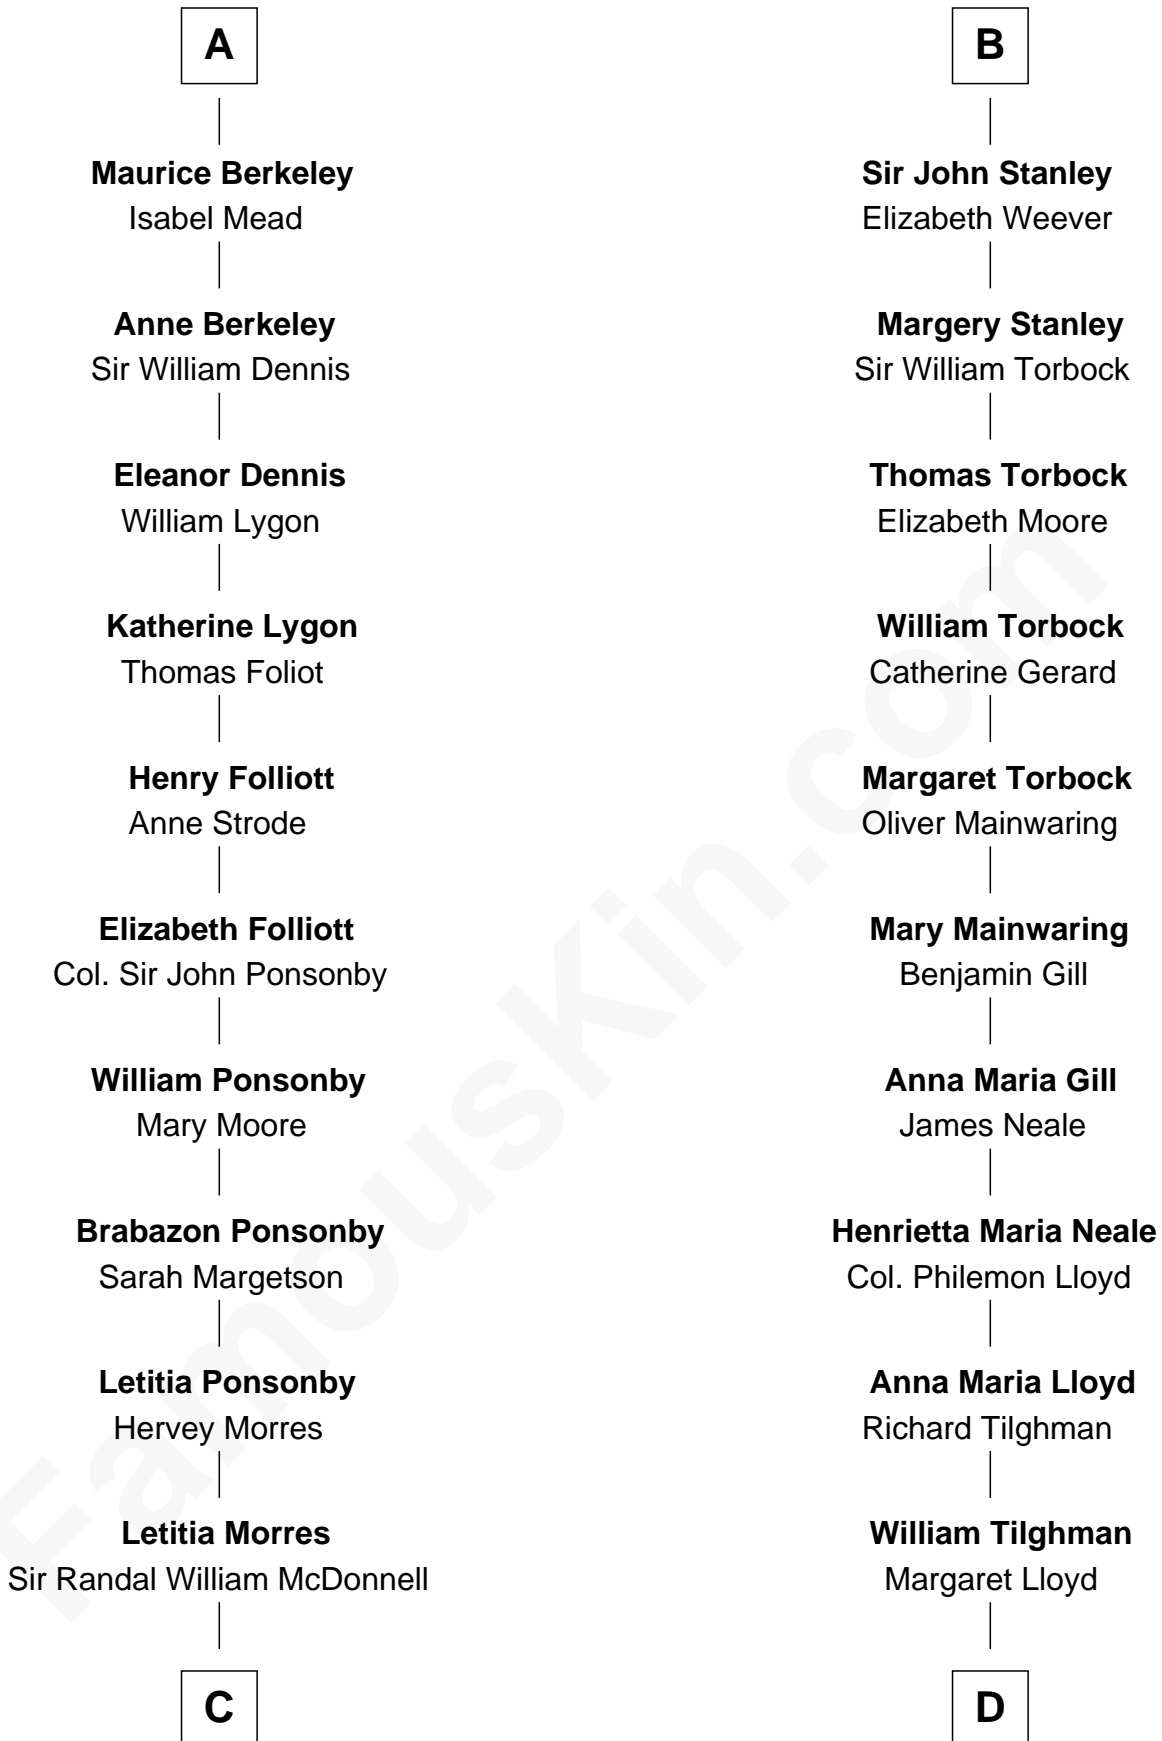 A
Maurice Berkeley
Isabel Mead
Anne Berkeley
Sir William Dennis
Eleanor Dennis
William Lygon
Katherine Lygon
Thomas Foliot
Henry Folliott
Anne Strode
Elizabeth Folliott
Col. Sir John Ponsonby
William Ponsonby
Mary Moore
Brabazon Ponsonby
Sarah Margetson
Letitia Ponsonby
Hervey Morres
Letitia Morres
Sir Randal William McDonnell
C
B
Sir John Stanley
Elizabeth Weever
Margery Stanley
Sir William Torbock
Thomas Torbock
Elizabeth Moore
William Torbock
Catherine Gerard
Margaret Torbock
Oliver Mainwaring
Mary Mainwaring
Benjamin Gill
Anna Maria Gill
James Neale
Henrietta Maria Neale
Col. Philemon Lloyd
Anna Maria Lloyd
Richard Tilghman
William Tilghman
Margaret Lloyd
D
FamousKin.com